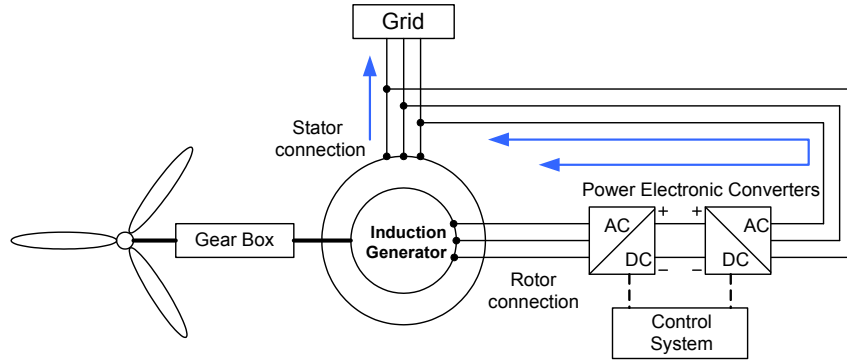 Grid
Stator
connection
Power Electronic Converters
Gear Box
Induction
Generator
AC
DC
+
+
−
−
AC
DC
Rotor
connection
Control
System